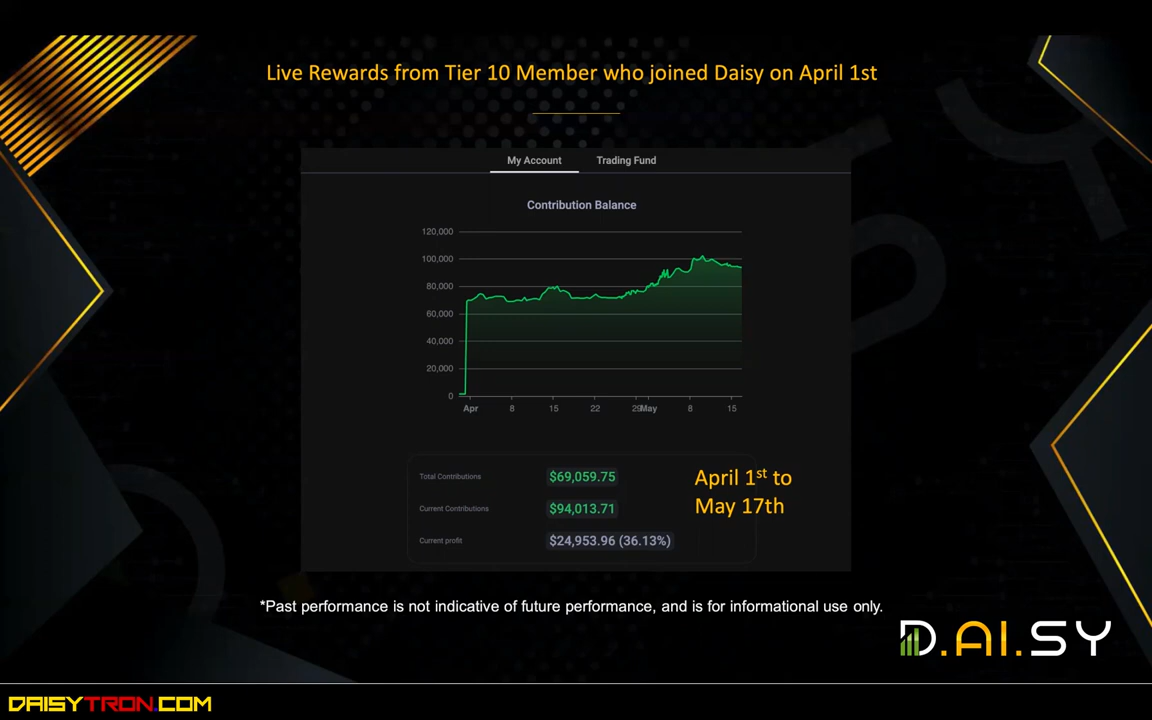 Live Rewards from Tier 10 Member who joined Daisy on April 1st
My Account Trading Fund
Contribution Balance
120,000
100,000
80,000
60,000
40,000
20,000
0
Apr 8 15 22 29 May 8 15
Total Contributions $69,059.75
Current Contributions $94,013.71
Current profit $24,953.96 (36.13%)
April 1st to
May 17th
*Past performance is not indicative of future performance, and is for informational use only.
D.AI.SY
DAISYTRON.COM